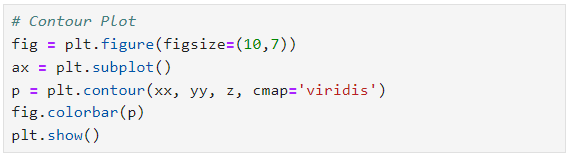 # Contour Plot
fig = plt.figure(figsize=(10,7))
ax = plt.subplot()
p = plt.contour(xx, yy, z, cmap='viridis')
fig.colorbar(p)
plt.show()